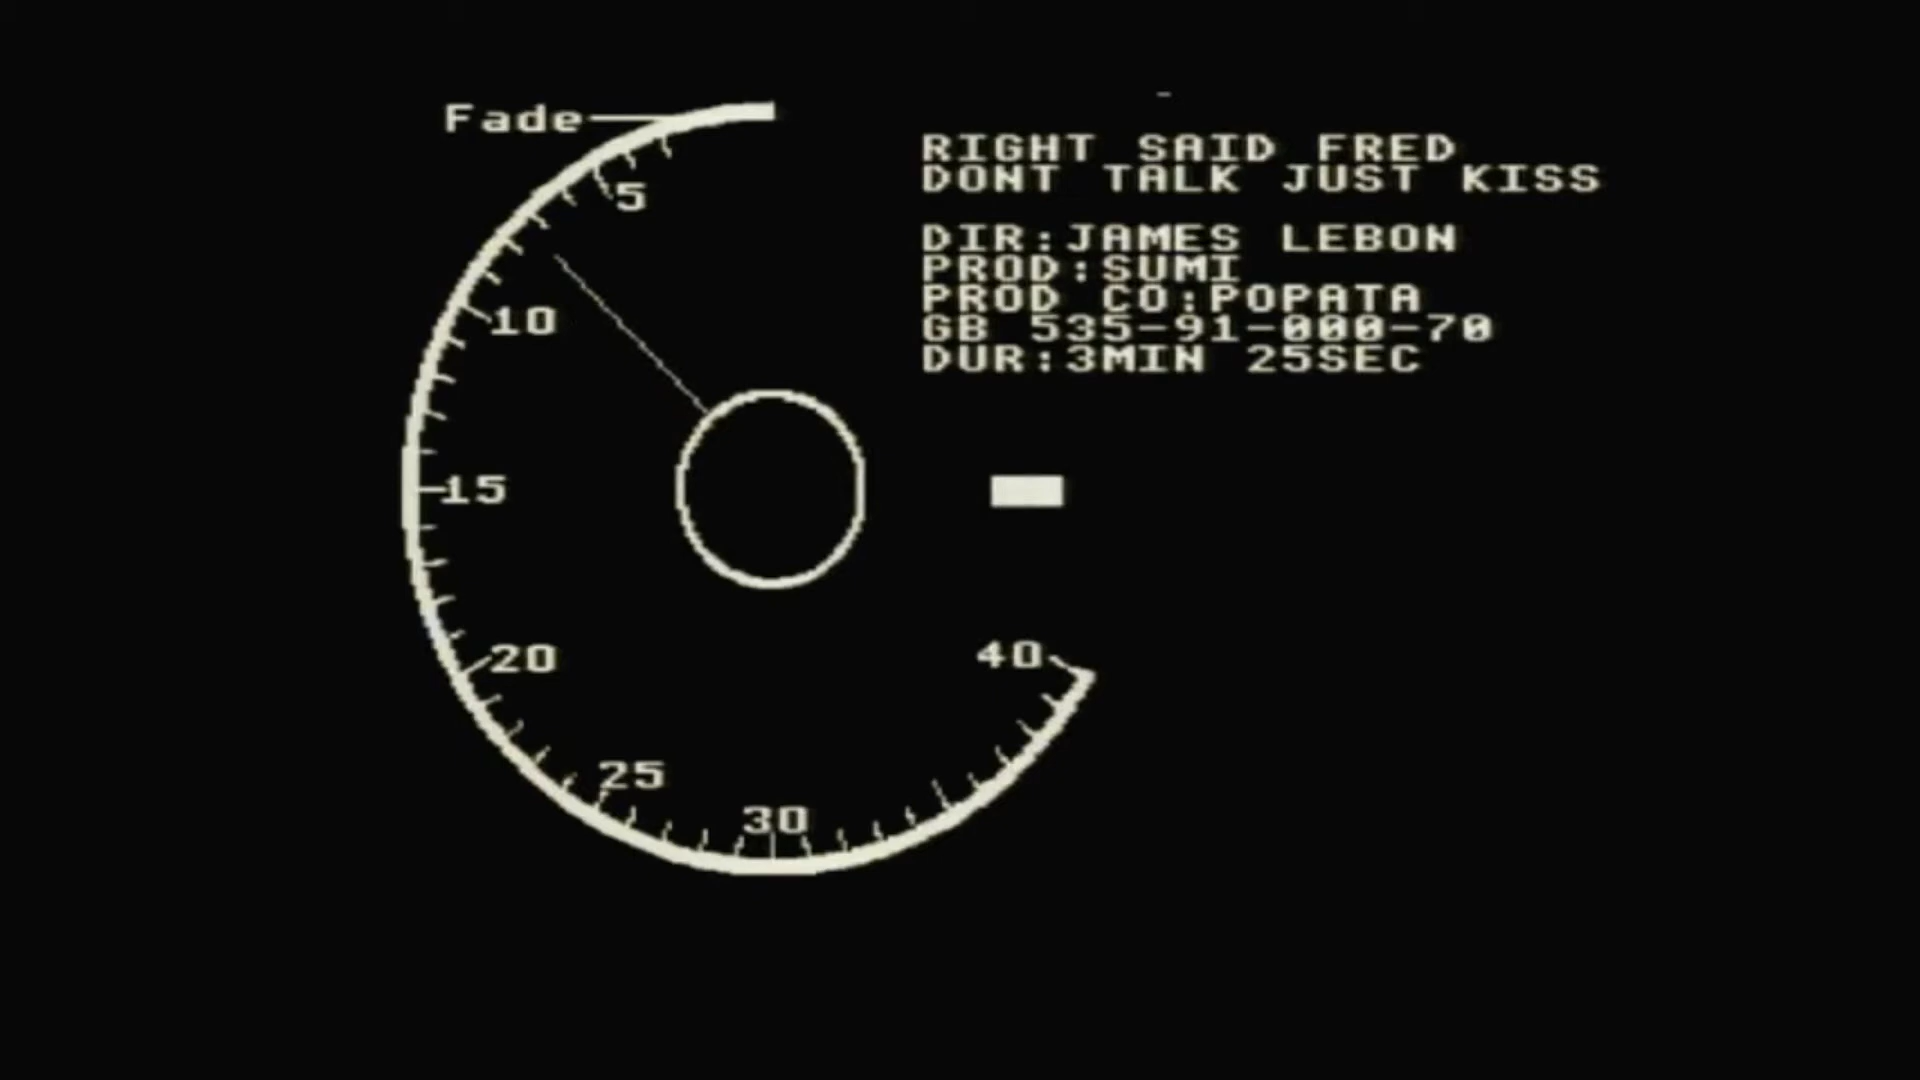 Fade
RIGHT SAID FRED
DONT TALK JUST KISS
DIR:JAMES LEBON
PROD:SUMI
PROD CO:POPATA
GB 535-91-000-70
DUR:3MIN 25SEC
5
10
15
20
25
30
40